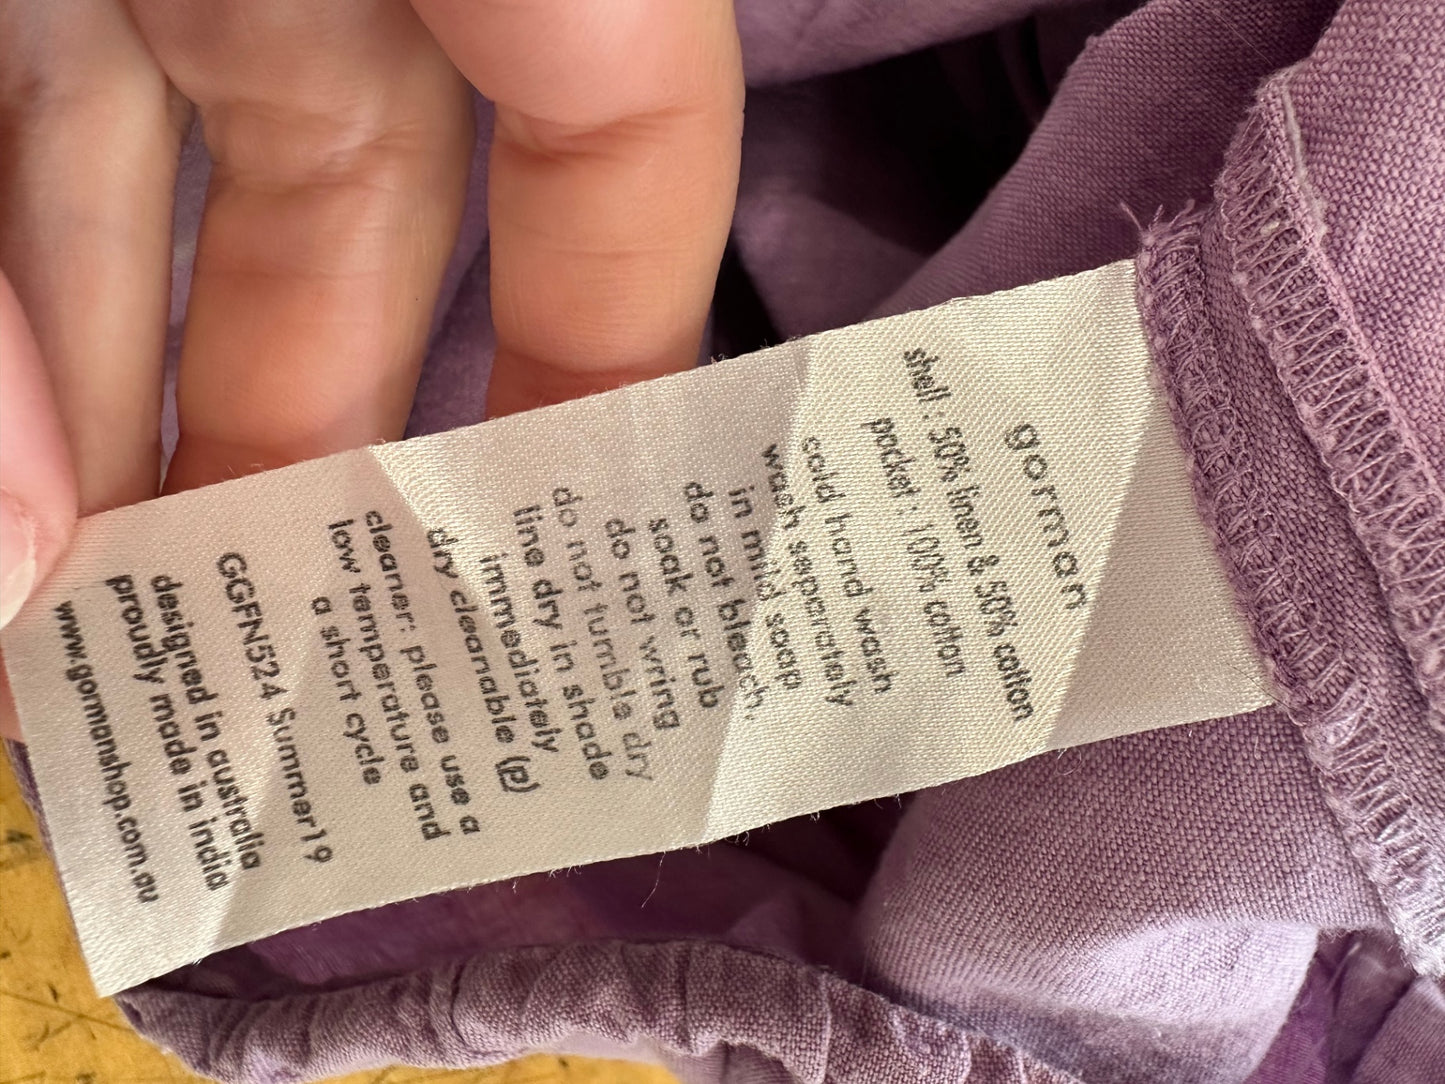 gorman
shell : 50% linen & 50% cotton
pocket : 100% cotton
cold hand wash
wash separately
in mild soap
do not bleach,
soak or rub
do not wring
do not tumble dry
line dry in shade
immediately
dry cleanable (p)
cleaner: please use a
low temperature and
a short cycle
GGFN524 Summer19
designed in australia
proudly made in india
www.gormanshop.com.au